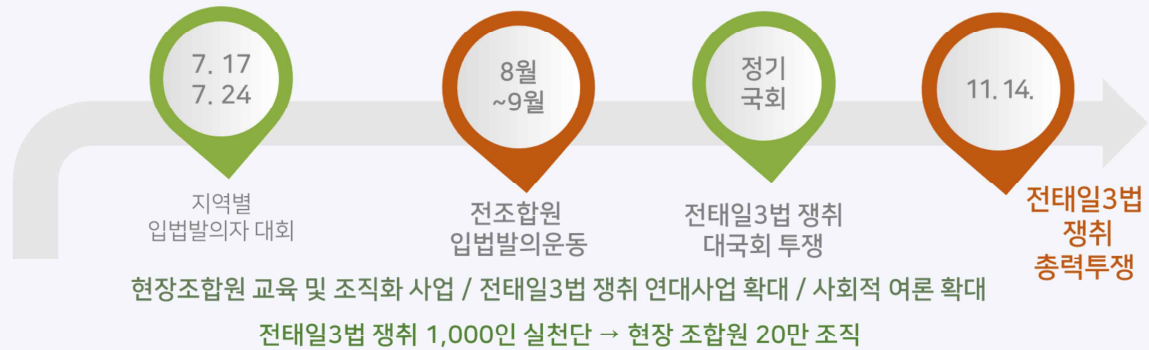 7. 17
7. 24
지역별
입법발의자 대회
8월
~9월
전조합원
입법발의운동
정기
국회
전태일3법 쟁취
대국회 투쟁
11. 14.
전태일3법
쟁취
총력투쟁
현장조합원 교육 및 조직화 사업 / 전태일3법 쟁취 연대사업 확대 / 사회적 여론 확대
전태일3법 쟁취 1,000인 실천단 → 현장 조합원 20만 조직